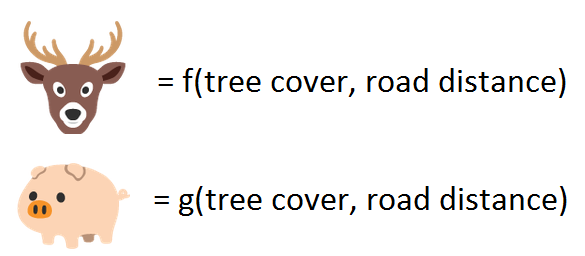 = f(tree cover, road distance)
= g(tree cover, road distance)